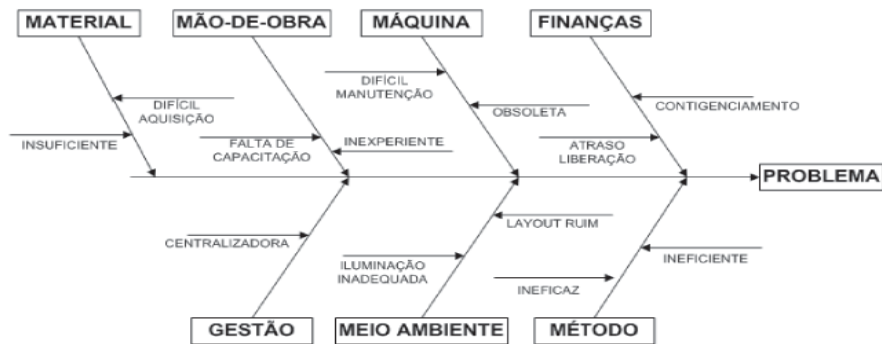 MATERIAL
MÃO-DE-OBRA
MÁQUINA
FINANÇAS
DIFÍCIL
MANUTENÇÃO
DIFÍCIL
AQUISIÇÃO
OBSOLETA
CONTIGENCIAMENTO
INSUFICIENTE
FALTA DE
CAPACITAÇÃO
INEXPERIENTE
ATRASO
LIBERAÇÃO
PROBLEMA
CENTRALIZADORA
LAYOUT RUIM
ILUMINAÇÃO
INADEQUADA
INEFICIENTE
INEFICAZ
GESTÃO
MEIO AMBIENTE
MÉTODO